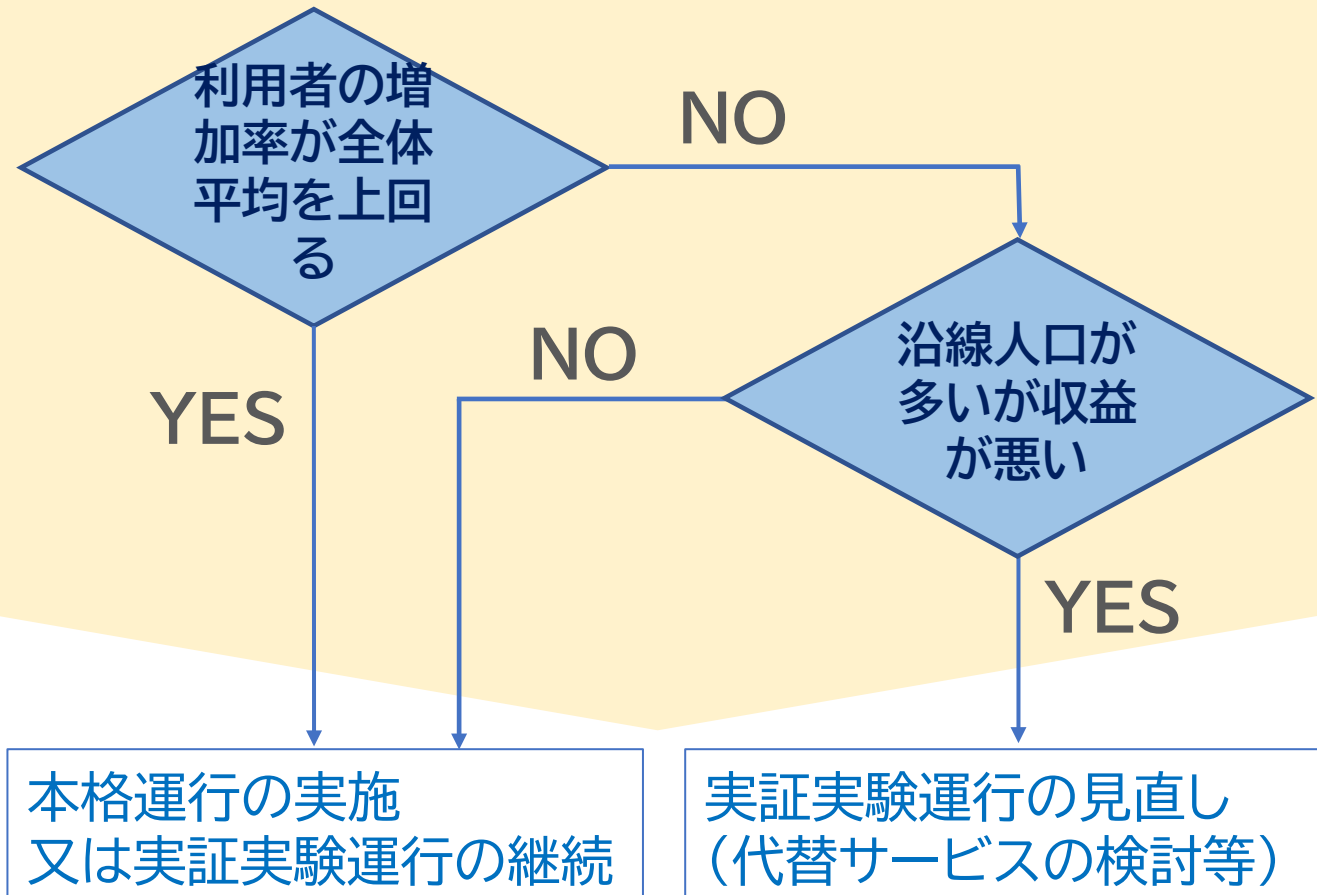 利用者の増
加率が全体
平均を上回
る
NO
YES
沿線人口が
多いが収益
が悪い
NO
YES
本格運行の実施
又は実証実験運行の継続
実証実験運行の見直し
（代替サービスの検討等）